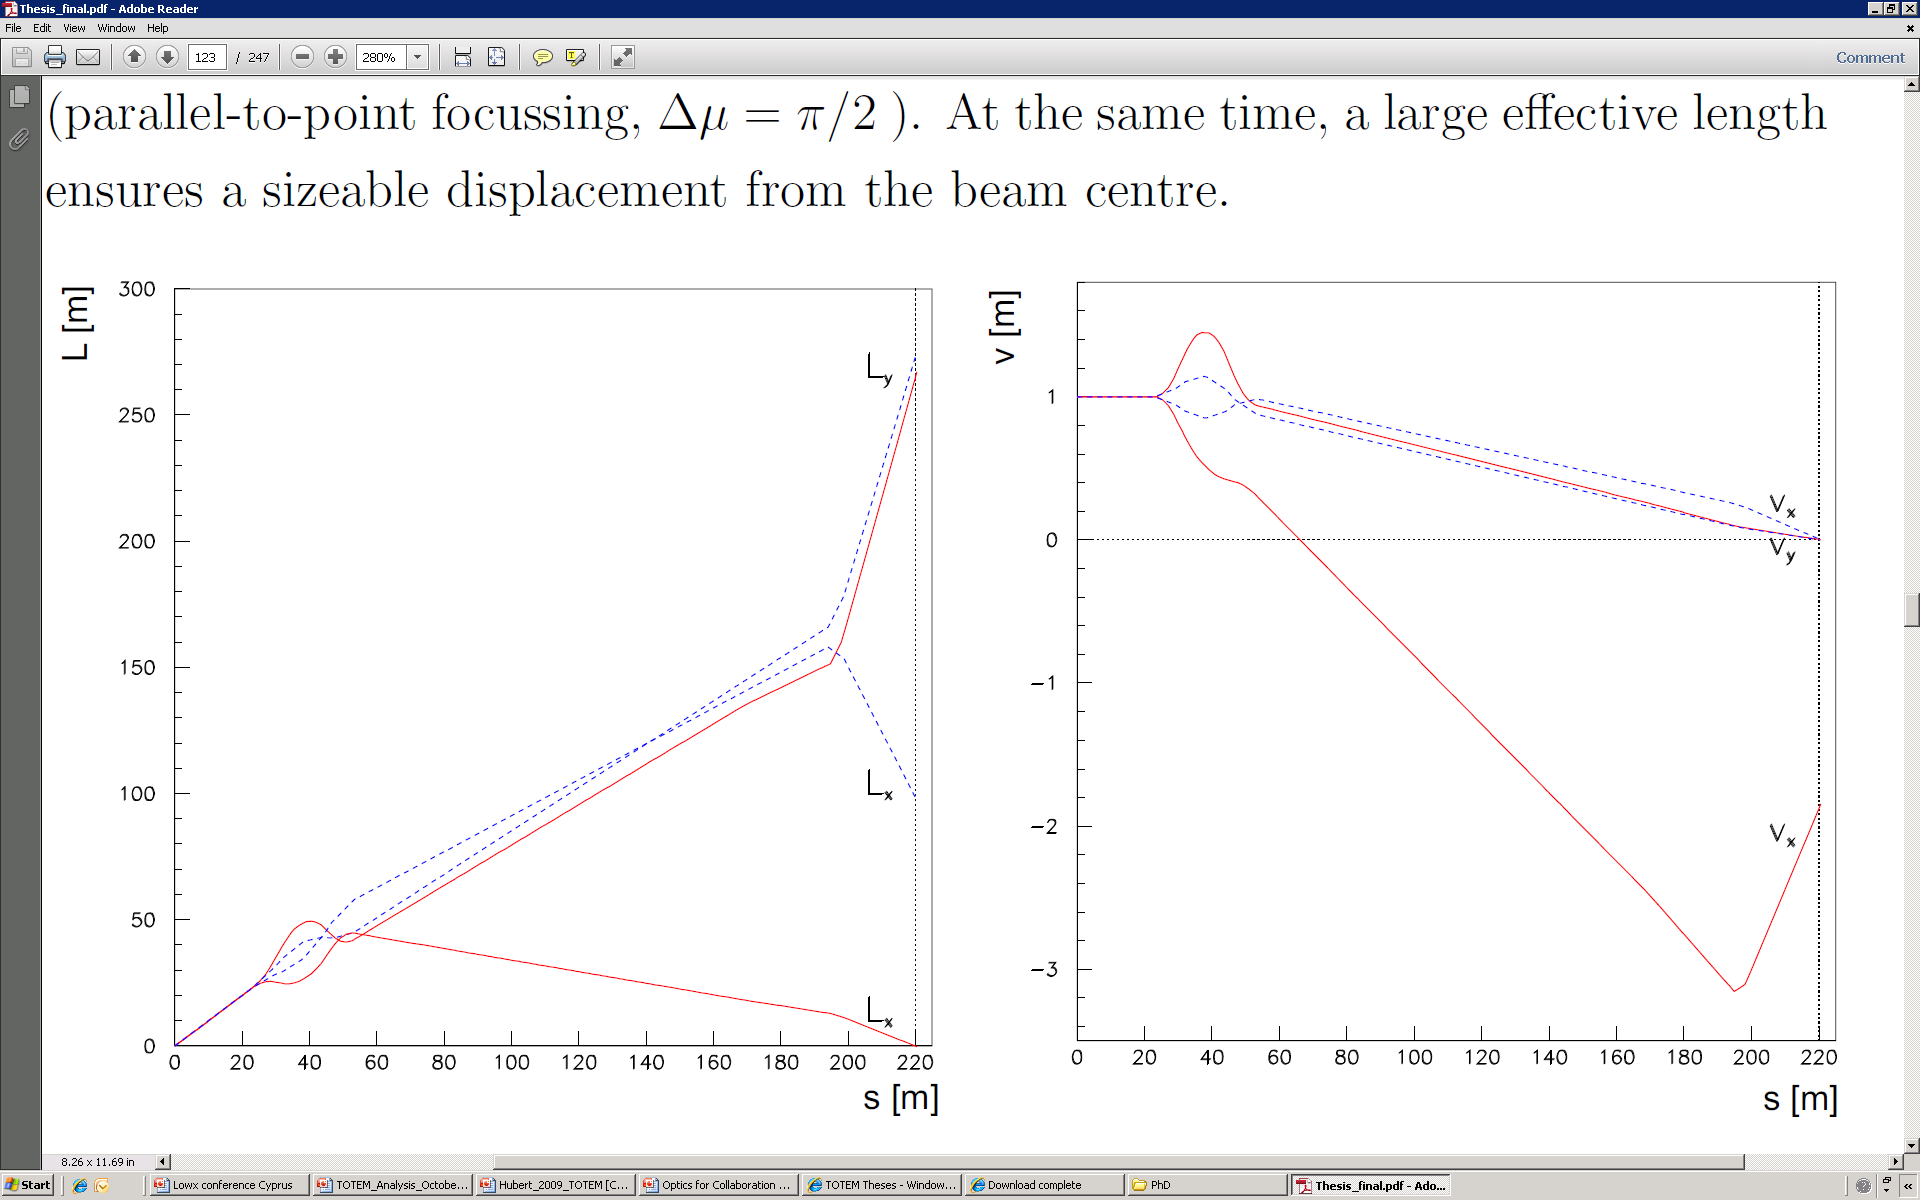 Thesis_final.pdf - Adobe Reader
File Edit View Window Help
123 / 247 280% Comment
(parallel-to-point focussing, Δμ = π/2 ). At the same time, a large effective length
ensures a sizeable displacement from the beam centre.
L [m]
300
250
200
150
100
50
0
Ly
Lx
Lx
0 20 40 60 80 100 120 140 160 180 200 220
s [m]
v [m]
1
0
−1
−2
−3
Vx
Vy
Vx
0 20 40 60 80 100 120 140 160 180 200 220
s [m]
8.26 x 11.69 in
Start Lowx conference Cyprus TOTEM_Analysis_Octobe... Hubert_2009_TOTEM [C... Optics for Collaboration ... TOTEM Theses - Window... Download complete PhD Thesis_final.pdf - Ado...